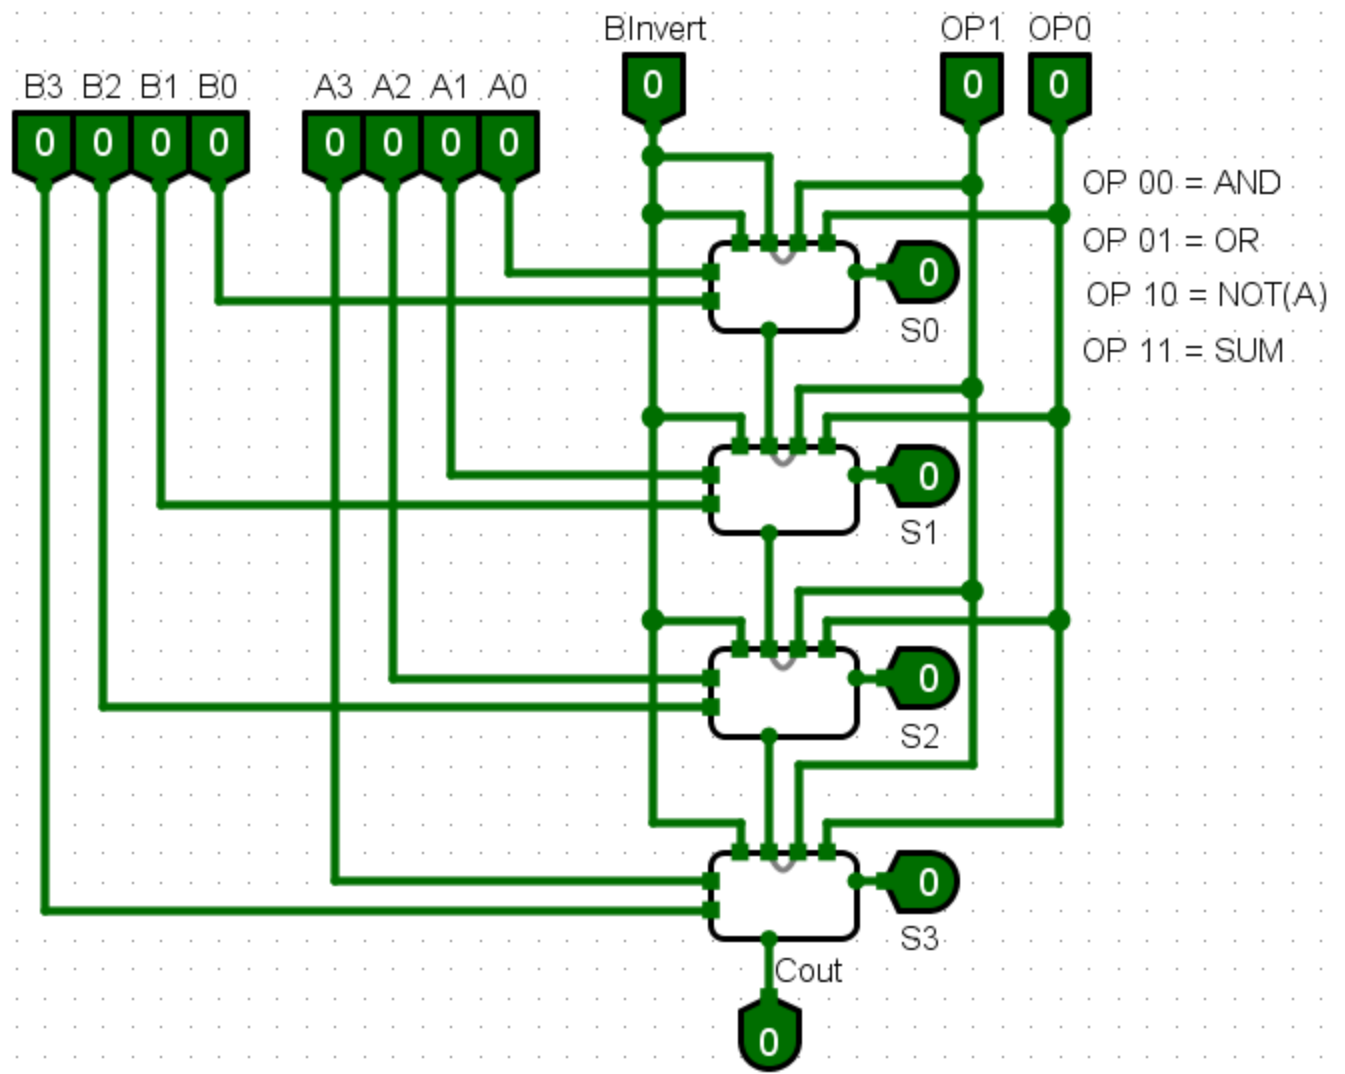 BInvert OP1 OP0
B3 B2 B1 B0 A3 A2 A1 A0
0 0 0
0 0 0 0 0 0 0 0
OP 00 = AND
OP 01 = OR
OP 10 = NOT(A)
OP 11 = SUM
0
S0
0
S1
0
S2
0
S3
Cout
0